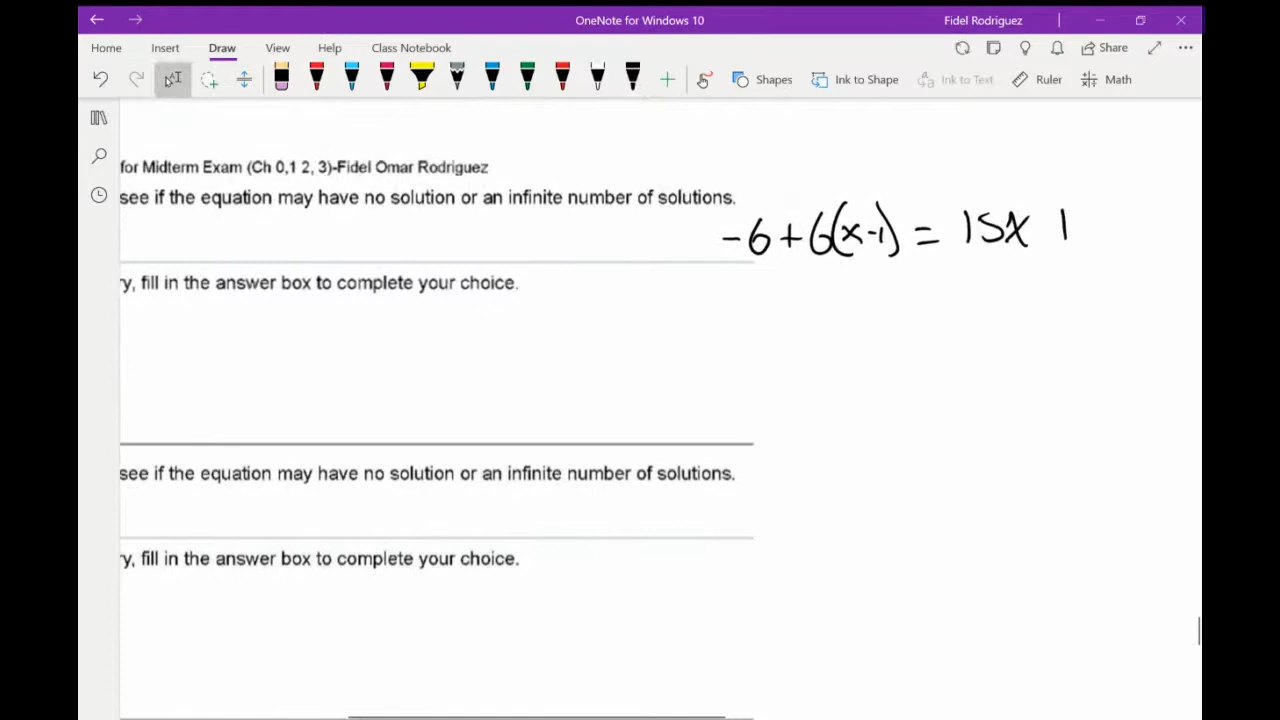 OneNote for Windows 10
Fidel Rodriguez
Home Insert Draw View Help Class Notebook
Share
Shapes Ink to Shape Ink to Text Ruler Math
for Midterm Exam (Ch 0,1 2, 3)-Fidel Omar Rodriguez
see if the equation may have no solution or an infinite number of solutions.
-6+6(x-1) = 15x 1
ry, fill in the answer box to complete your choice.
see if the equation may have no solution or an infinite number of solutions.
ry, fill in the answer box to complete your choice.